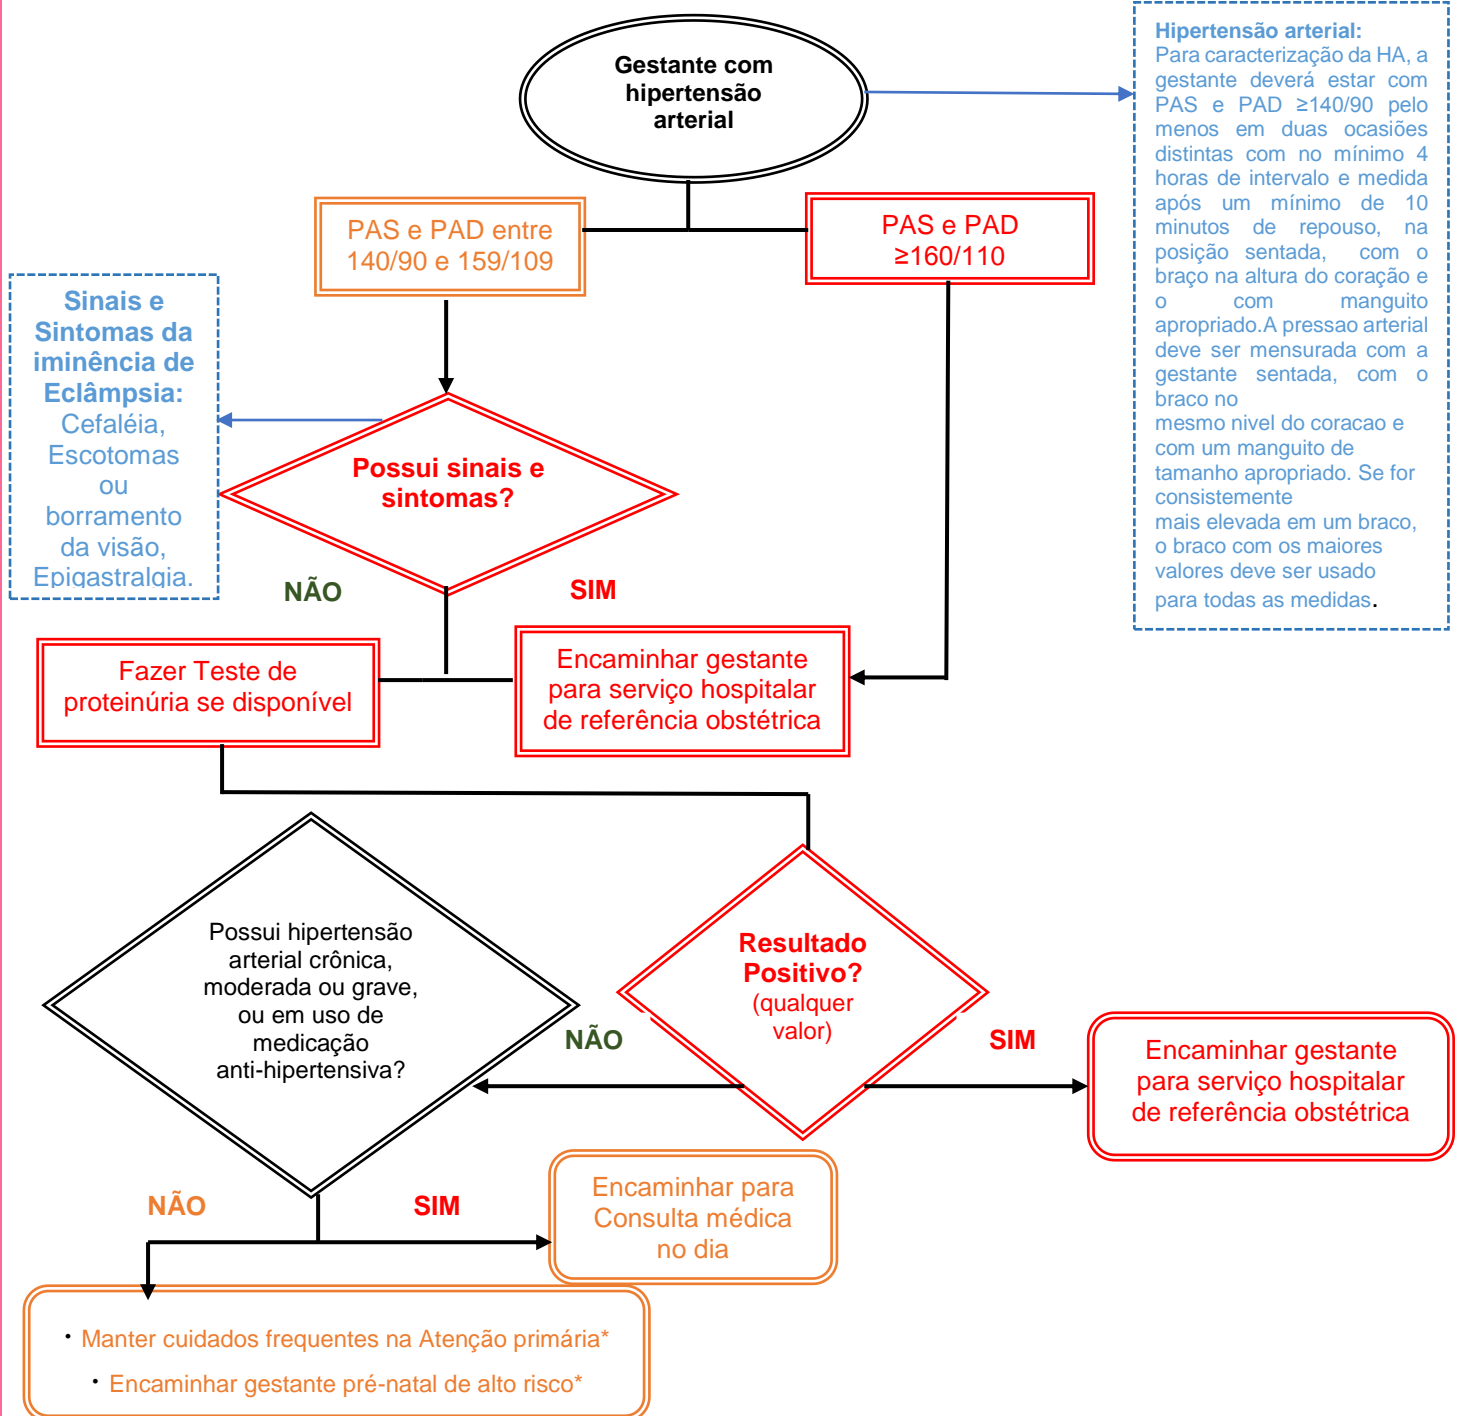 Gestante com
hipertensão
arterial
Hipertensão arterial:
Para caracterização da HA, a
gestante deverá estar com
PAS e PAD ≥140/90 pelo
menos em duas ocasiões
distintas com no mínimo 4
horas de intervalo e medida
após um mínimo de 10
minutos de repouso, na
posição sentada, com o
braço na altura do coração e
o com manguito
apropriado.A pressao arterial
deve ser mensurada com a
gestante sentada, com o
braco no
mesmo nivel do coracao e
com um manguito de
tamanho apropriado. Se for
consistemente
mais elevada em um braco,
o braco com os maiores
valores deve ser usado
para todas as medidas.
PAS e PAD entre
140/90 e 159/109
PAS e PAD
≥160/110
Sinais e
Sintomas da
iminência de
Eclâmpsia:
Cefaléia,
Escotomas
ou
borramento
da visão,
Epigastralgia.
Possui sinais e
sintomas?
NÃO
SIM
Fazer Teste de
proteinúria se disponível
Encaminhar gestante
para serviço hospitalar
de referência obstétrica
Possui hipertensão
arterial crônica,
moderada ou grave,
ou em uso de
medicação
anti-hipertensiva?
Resultado
Positivo?
(qualquer
valor)
NÃO
SIM
Encaminhar gestante
para serviço hospitalar
de referência obstétrica
NÃO
SIM
Encaminhar para
Consulta médica
no dia
· Manter cuidados frequentes na Atenção primária*
· Encaminhar gestante pré-natal de alto risco*